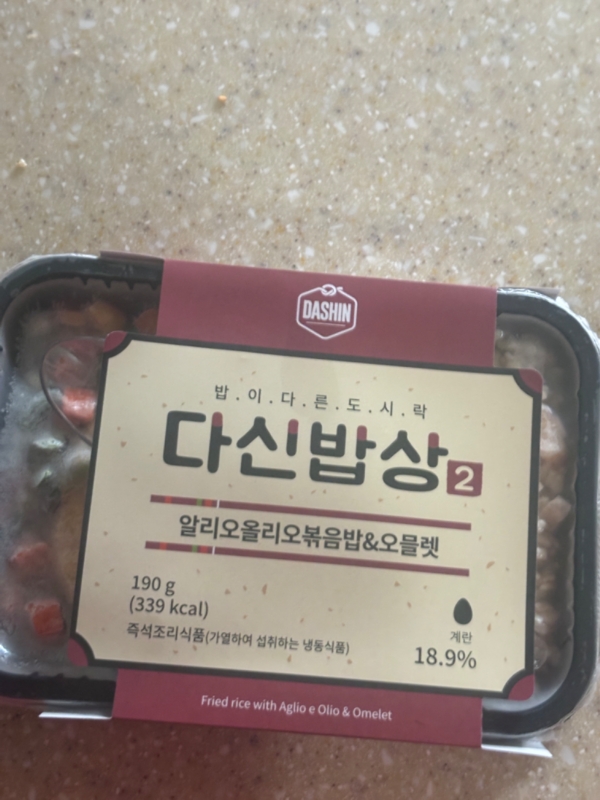 DASHIN
밥.이.다.른.도.시.락
다신밥상2
알리오올리오볶음밥&오믈렛
190 g
(339 kcal)
즉석조리식품(가열하여 섭취하는 냉동식품)
계란
18.9%
Fried rice with Aglio e Olio & Omelet